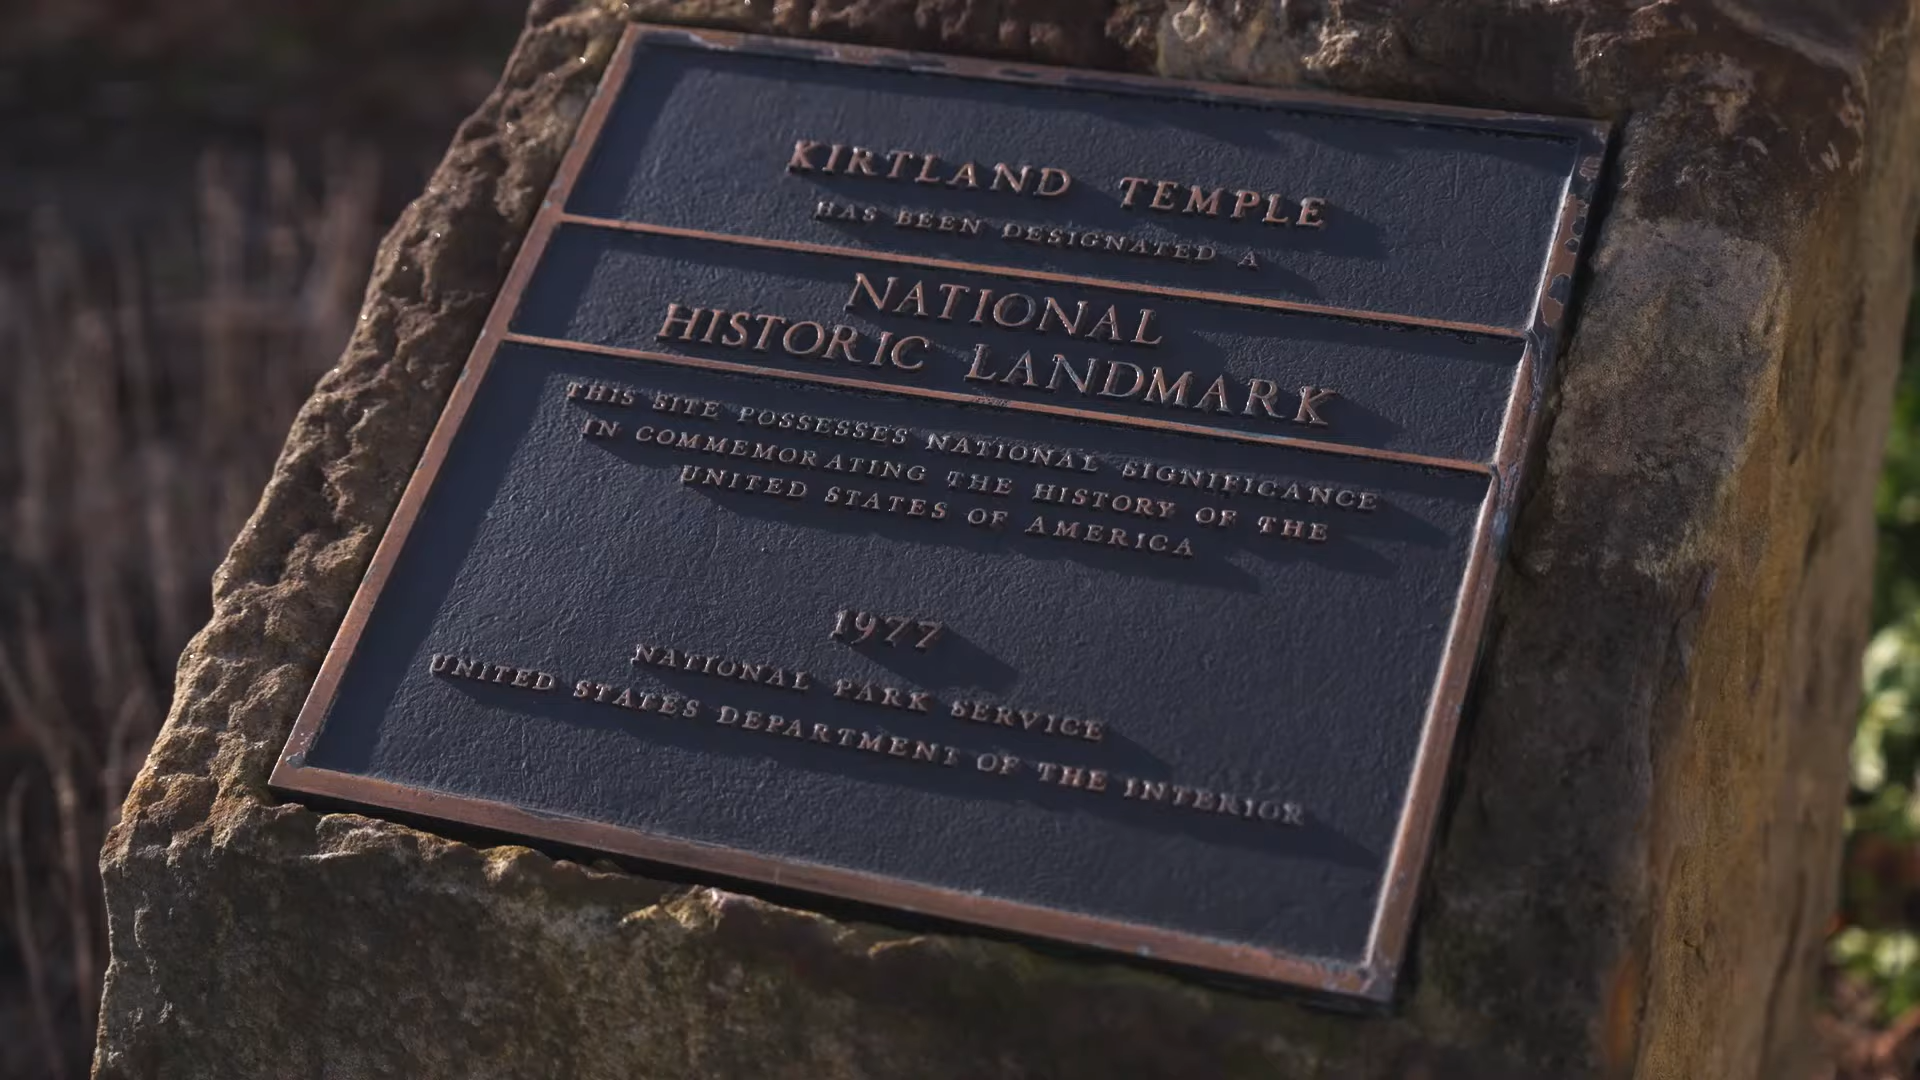 KIRTLAND TEMPLE
HAS BEEN DESIGNATED A
NATIONAL
HISTORIC LANDMARK
THIS SITE POSSESSES NATIONAL SIGNIFICANCE
IN COMMEMORATING THE HISTORY OF THE
UNITED STATES OF AMERICA
1977
NATIONAL PARK SERVICE
UNITED STATES DEPARTMENT OF THE INTERIOR